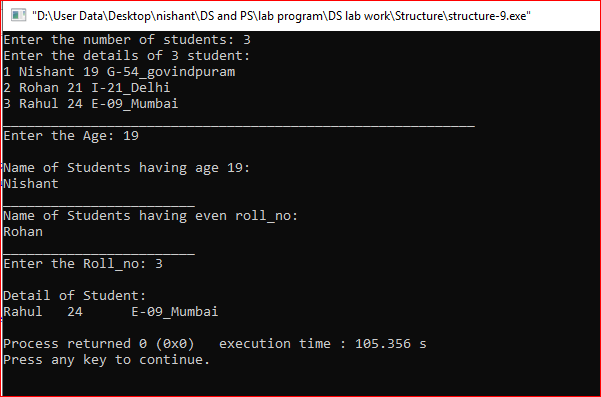 "D:\User Data\Desktop\nishant\DS and PS\lab program\DS lab work\Structure\structure-9.exe"
Enter the number of students: 3
Enter the details of 3 student:
1 Nishant 19 G-54_govindpuram
2 Rohan 21 I-21_Delhi
3 Rahul 24 E-09_Mumbai
___________________________________________________________
Enter the Age: 19
Name of Students having age 19:
Nishant
________________________
Name of Students having even roll_no:
Rohan
________________________
Enter the Roll_no: 3
Detail of Student:
Rahul   24      E-09_Mumbai
Process returned 0 (0x0)   execution time : 105.356 s
Press any key to continue.